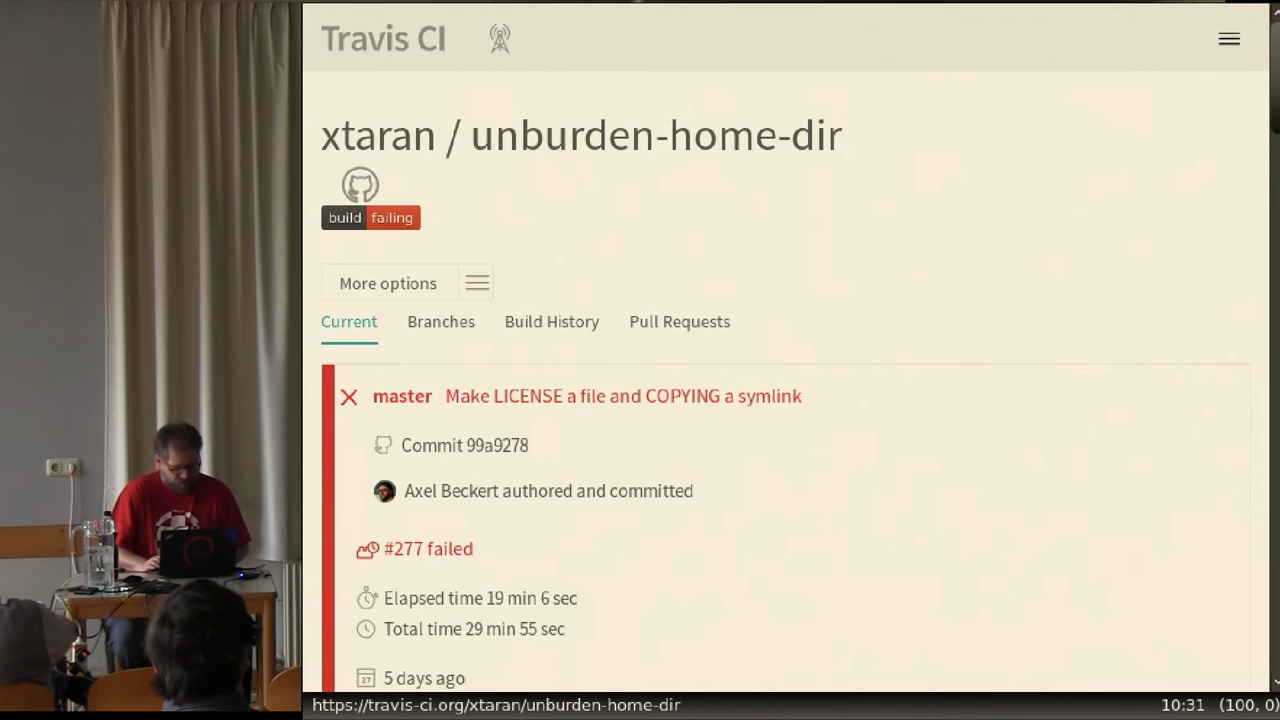 Travis CI
xtaran / unburden-home-dir
build failing
More options
Current Branches Build History Pull Requests
master Make LICENSE a file and COPYING a symlink
Commit 99a9278
Axel Beckert authored and committed
#277 failed
Elapsed time 19 min 6 sec
Total time 29 min 55 sec
27 5 days ago
https://travis-ci.org/xtaran/unburden-home-dir 10:31 (100, 0)